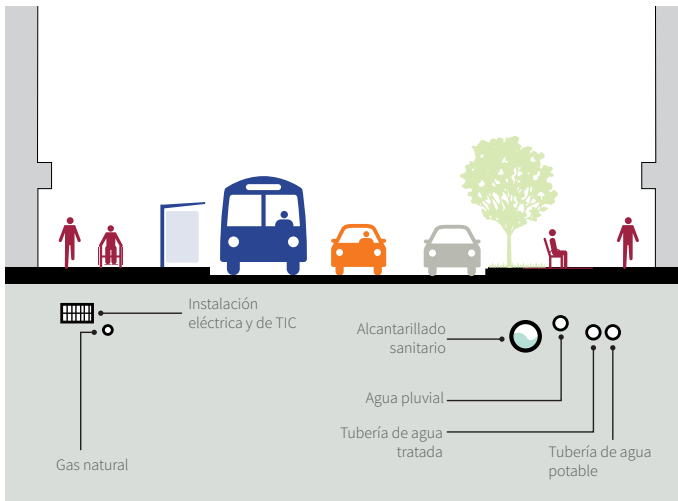 Instalación
eléctrica y de TIC
Alcantarillado
sanitario
Agua pluvial
Tubería de agua
tratada
Tubería de agua
potable
Gas natural